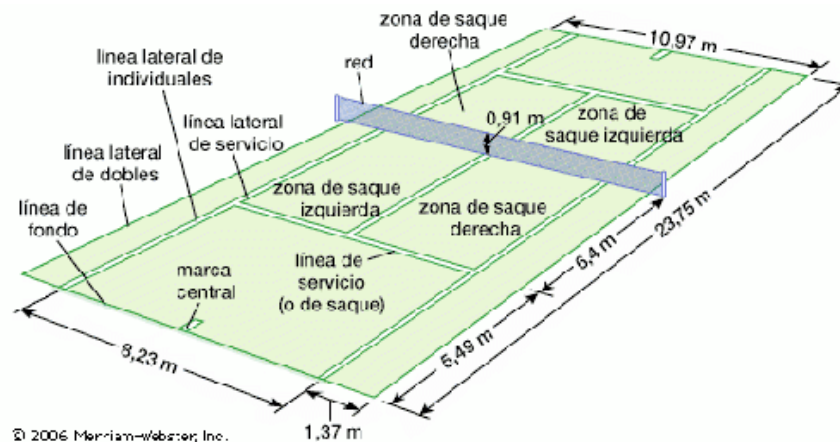 zona de saque
derecha
10,97 m
línea lateral de
individuales
red
línea lateral
de servicio
0,91 m
zona de
saque izquierda
línea lateral
de dobles
zona de saque
izquierda
zona de saque
derecha
línea de
fondo
marca
central
línea de
servicio
(o de saque)
6,4 m
23,75 m
8,23 m
5,49 m
1,37 m
© 2006 Merriam-Webster, Inc.